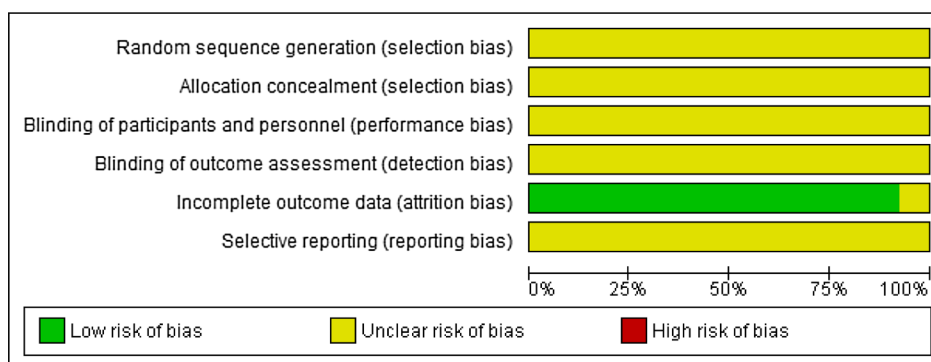 Random sequence generation (selection bias)
Allocation concealment (selection bias)
Blinding of participants and personnel (performance bias)
Blinding of outcome assessment (detection bias)
Incomplete outcome data (attrition bias)
Selective reporting (reporting bias)
0% 25% 50% 75% 100%
Low risk of bias Unclear risk of bias High risk of bias